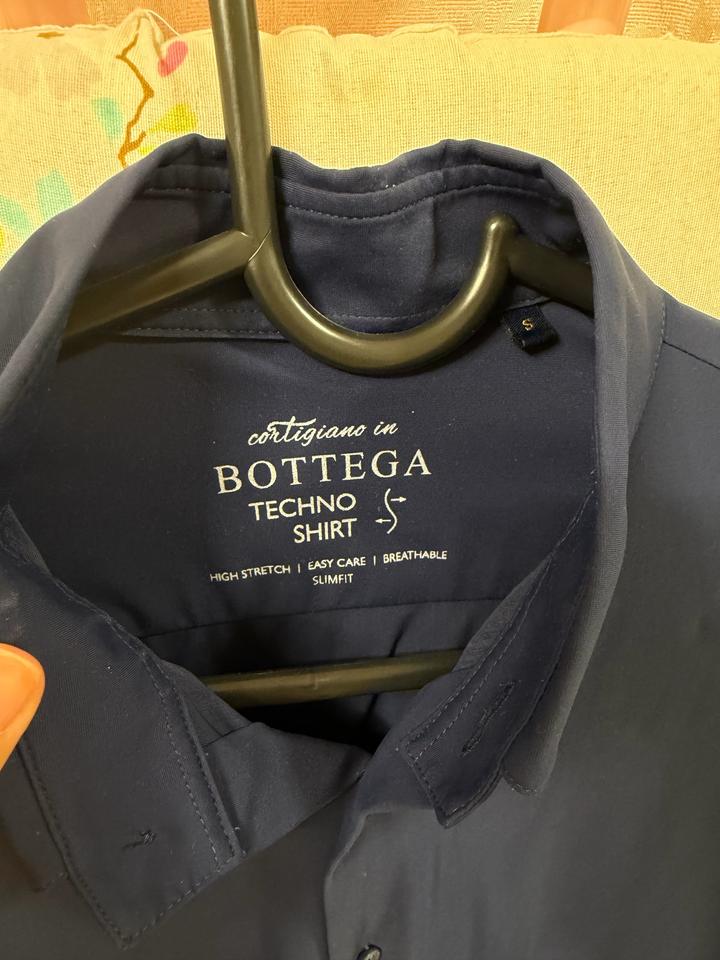 S
cortigiano in
BOTTEGA
TECHNO
SHIRT
HIGH STRETCH | EASY CARE | BREATHABLE
SLIMFIT